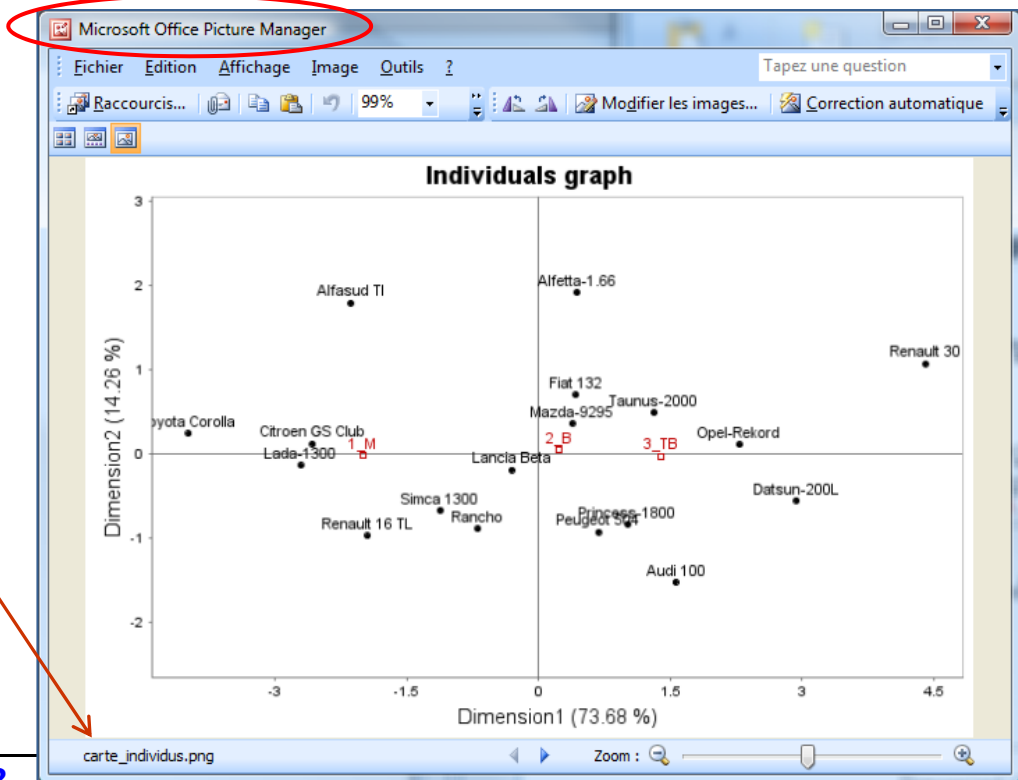 Microsoft Office Picture Manager
Fichier Edition Affichage Image Outils ? Tapez une question
Raccourcis... 99% Modifier les images... Correction automatique
Individuals graph
3
Alfetta-1.66
2
Alfasud TI
Renault 30
1
Fiat 132
Taunus-2000
Mazda-9295
oyota Corolla
Citroen GS Club
1_M
2_B
3_TB
Opel-Rekord
0
Lada-1300
Lancia Beta
Datsun-200L
Simca 1300
Rancho
Renault 16 TL
Princess-1800
Peugeot 504
-1
Audi 100
-2
Dimension2 (14.26 %)
-3 -1.5 0 1.5 3 4.5
Dimension1 (73.68 %)
carte_individus.png Zoom :